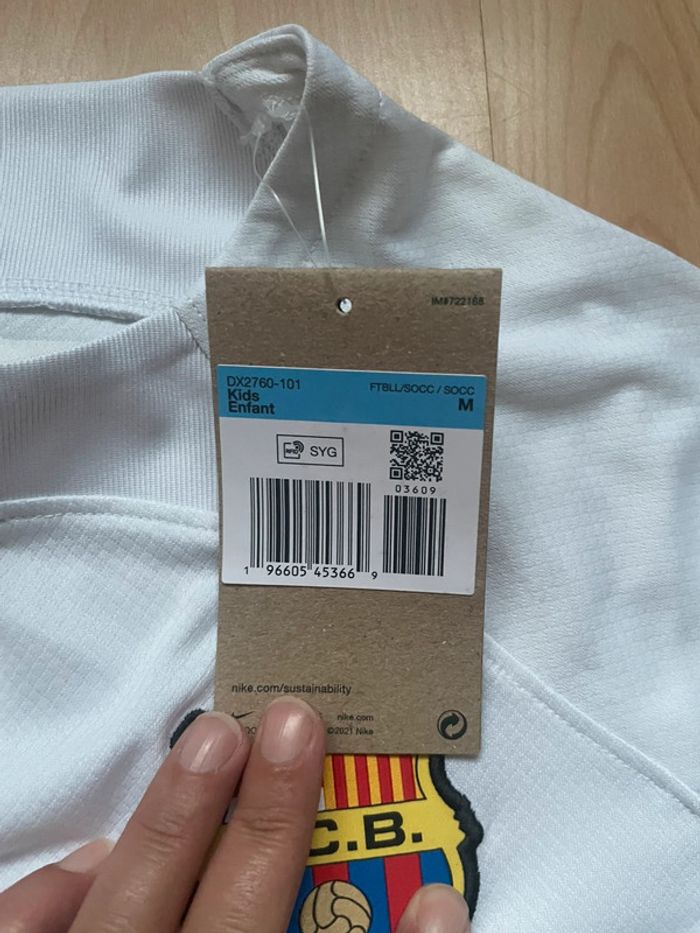 IM#722168
DX2760-101
FTBLL/SOCC / SOCC
Kids
M
Enfant
RFID
SYG
03609
1 96605 45366 9
nike.com/sustainability
nike.com
©2021 Nike
C.B.